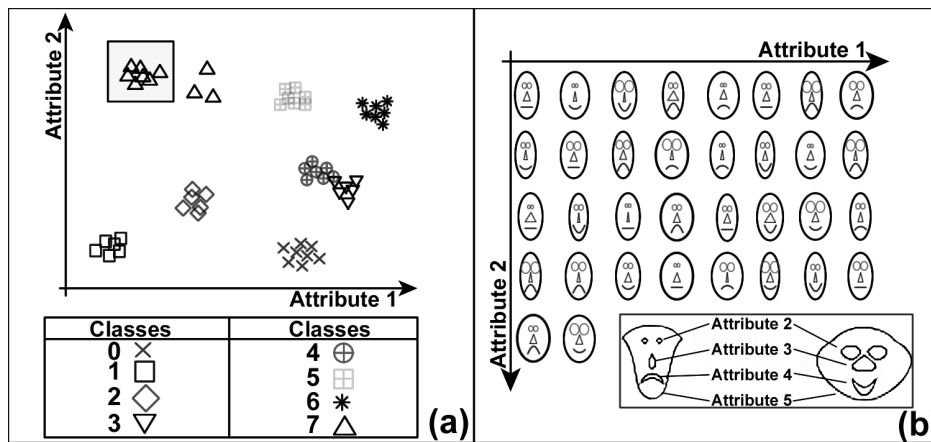 Attribute 2
Attribute 1
Classes Classes
0 4
1 5
2 6
3 7
(a)
Attribute 1
Attribute 2
Attribute 2
Attribute 3
Attribute 4
Attribute 5
(b)